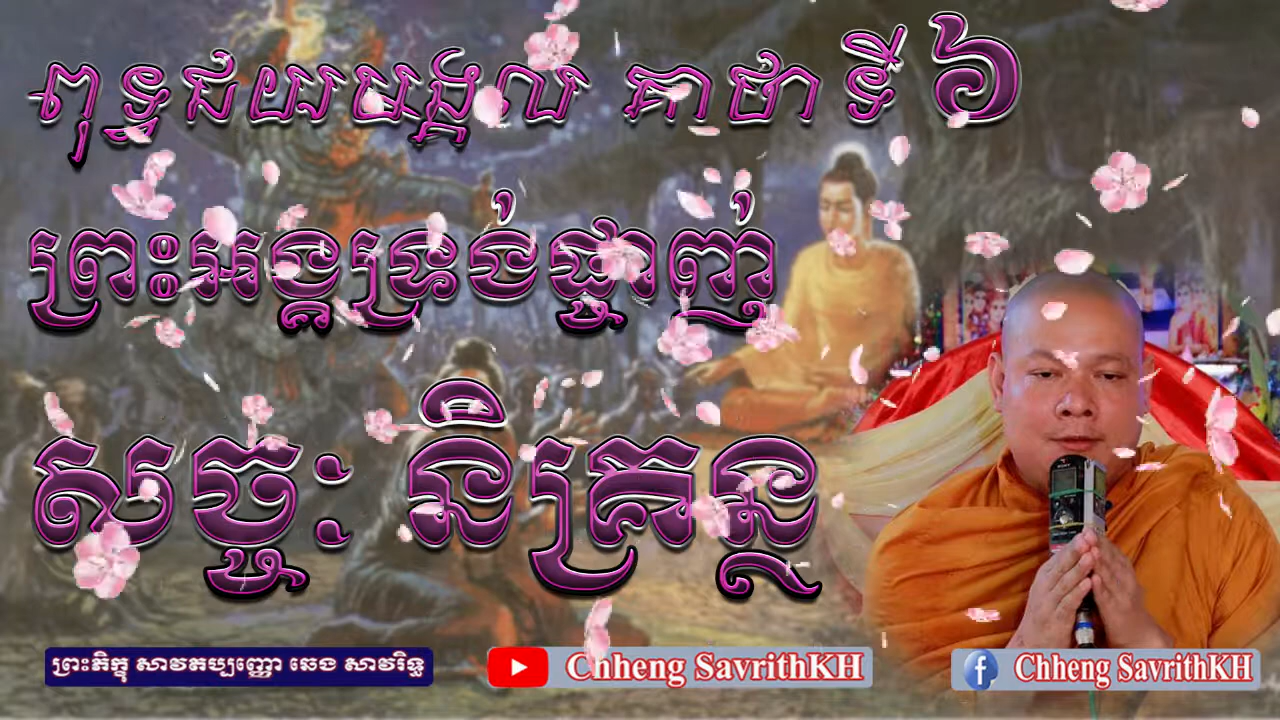 ពុទ្ធជ័យមង្គល គាថា ទី ៦
ព្រះអង្គទ្រង់ផ្ចាញ់
សច្ចៈ និគ្រន្ថ
ព្រះភិក្ខុ សាវតប្បញ្ញោ ឆេង សាវរិទ្ធ
Chheng SavrithKH
Chheng SavrithKH